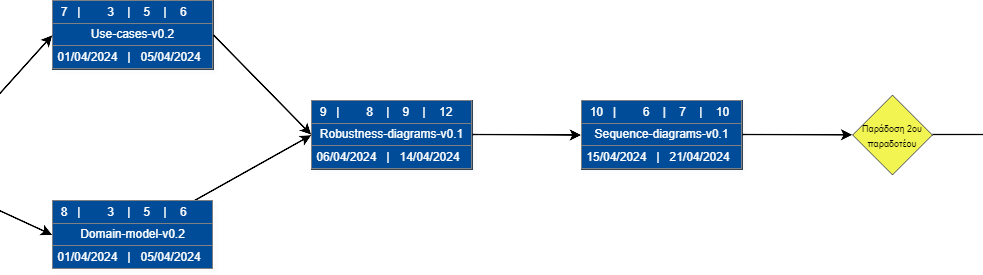 7 | 3 | 5 | 6
Use-cases-v0.2
01/04/2024 | 05/04/2024
9 | 8 | 9 | 12
Robustness-diagrams-v0.1
06/04/2024 | 14/04/2024
10 | 6 | 7 | 10
Sequence-diagrams-v0.1
15/04/2024 | 21/04/2024
Παράδοση 2ου
παραδοτέου
8 | 3 | 5 | 6
Domain-model-v0.2
01/04/2024 | 05/04/2024